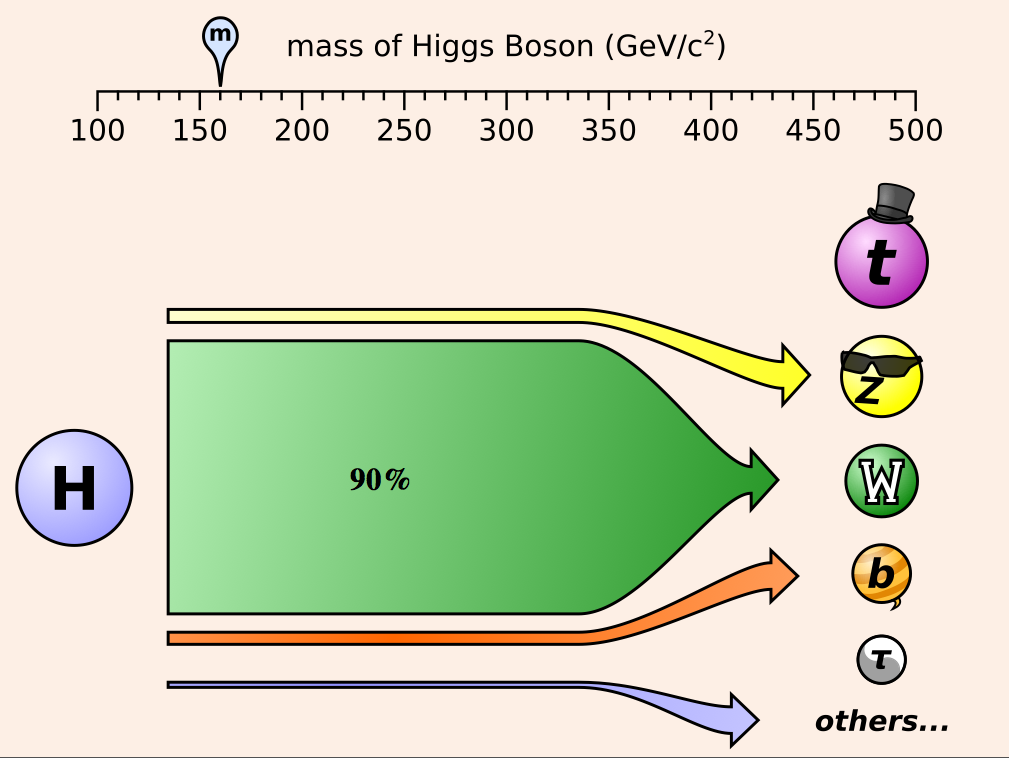 m
mass of Higgs Boson (GeV/c²)
100 150 200 250 300 350 400 450 500
t
z
H
90%
W
b
τ
others...